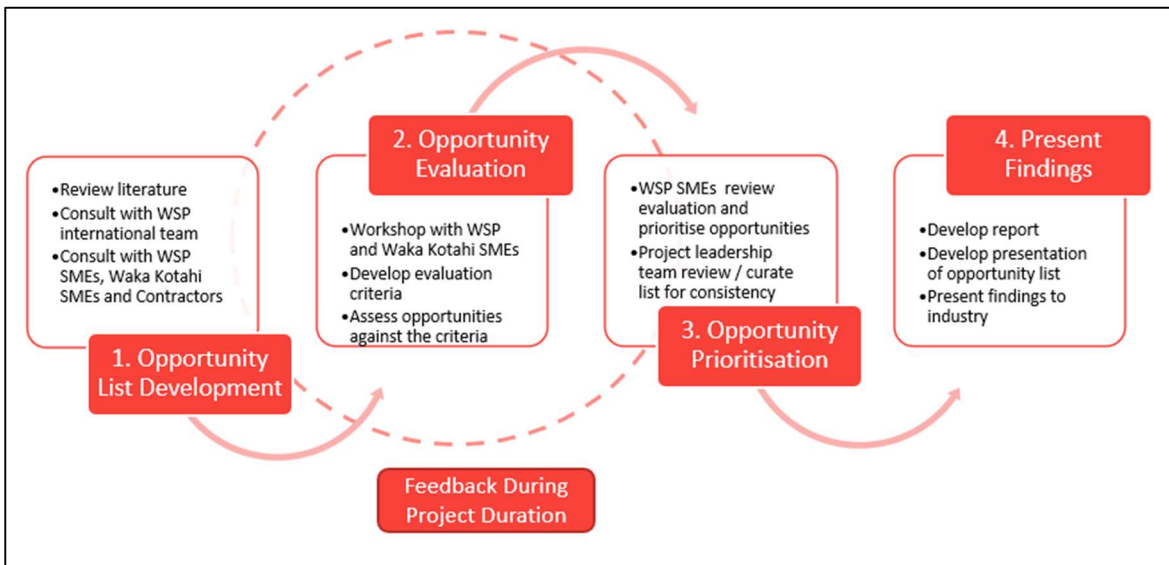 •Review literature
•Consult with WSP
international team
•Consult with WSP
SMEs, Waka Kotahi
SMEs and Contractors
1. Opportunity
List Development
2. Opportunity
Evaluation
•Workshop with WSP
and Waka Kotahi SMEs
•Develop evaluation
criteria
•Assess opportunities
against the criteria
•WSP SMEs review
evaluation and
prioritise opportunities
•Project leadership
team review / curate
list for consistency
3. Opportunity
Prioritisation
4. Present
Findings
•Develop report
•Develop presentation
of opportunity list
•Present findings to
industry
Feedback During
Project Duration